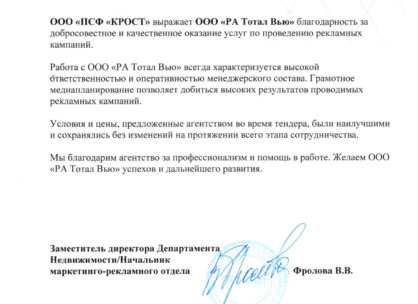 ООО «ПСФ «КРОСТ» выражает ООО «РА Тотал Вью» благодарность за
добросовестное и качественное оказание услуг по проведению рекламных
кампаний.
Работа с ООО «РА Тотал Вью» всегда характеризуется высокой
ответственностью и оперативностью менеджерского состава. Грамотное
медиапланирование позволяет добиться высоких результатов проводимых
рекламных кампаний.
Условия и цены, предложенные агентством во время тендера, были наилучшими
и сохранялись без изменений на протяжении всего этапа сотрудничества.
Мы благодарим агентство за профессионализм и помощь в работе. Желаем ООО
«РА Тотал Вью» успехов и дальнейшего развития.
Заместитель директора Департамента
Недвижимости/Начальник
маркетинго-рекламного отдела Фролова В.В.